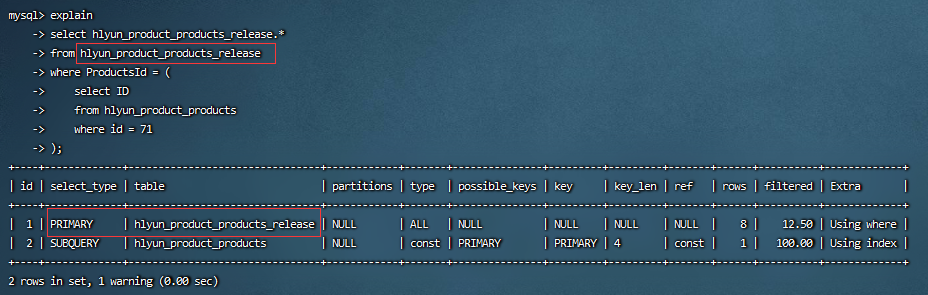 mysql> explain
    -> select hlyun_product_products_release.*
    -> from hlyun_product_products_release
    -> where ProductsId = (
    ->     select ID
    ->     from hlyun_product_products
    ->     where id = 71
    -> );
+----+-------------+--------------------------------+------------+-------+---------------+---------+---------+-------+------+----------+-------------+
| id | select_type | table                          | partitions | type  | possible_keys | key     | key_len | ref   | rows | filtered | Extra       |
+----+-------------+--------------------------------+------------+-------+---------------+---------+---------+-------+------+----------+-------------+
|  1 | PRIMARY     | hlyun_product_products_release | NULL       | ALL   | NULL          | NULL    | NULL    | NULL  |    8 |    12.50 | Using where |
|  2 | SUBQUERY    | hlyun_product_products         | NULL       | const | PRIMARY       | PRIMARY | 4       | const |    1 |   100.00 | Using index |
+----+-------------+--------------------------------+------------+-------+---------------+---------+---------+-------+------+----------+-------------+
2 rows in set, 1 warning (0.00 sec)